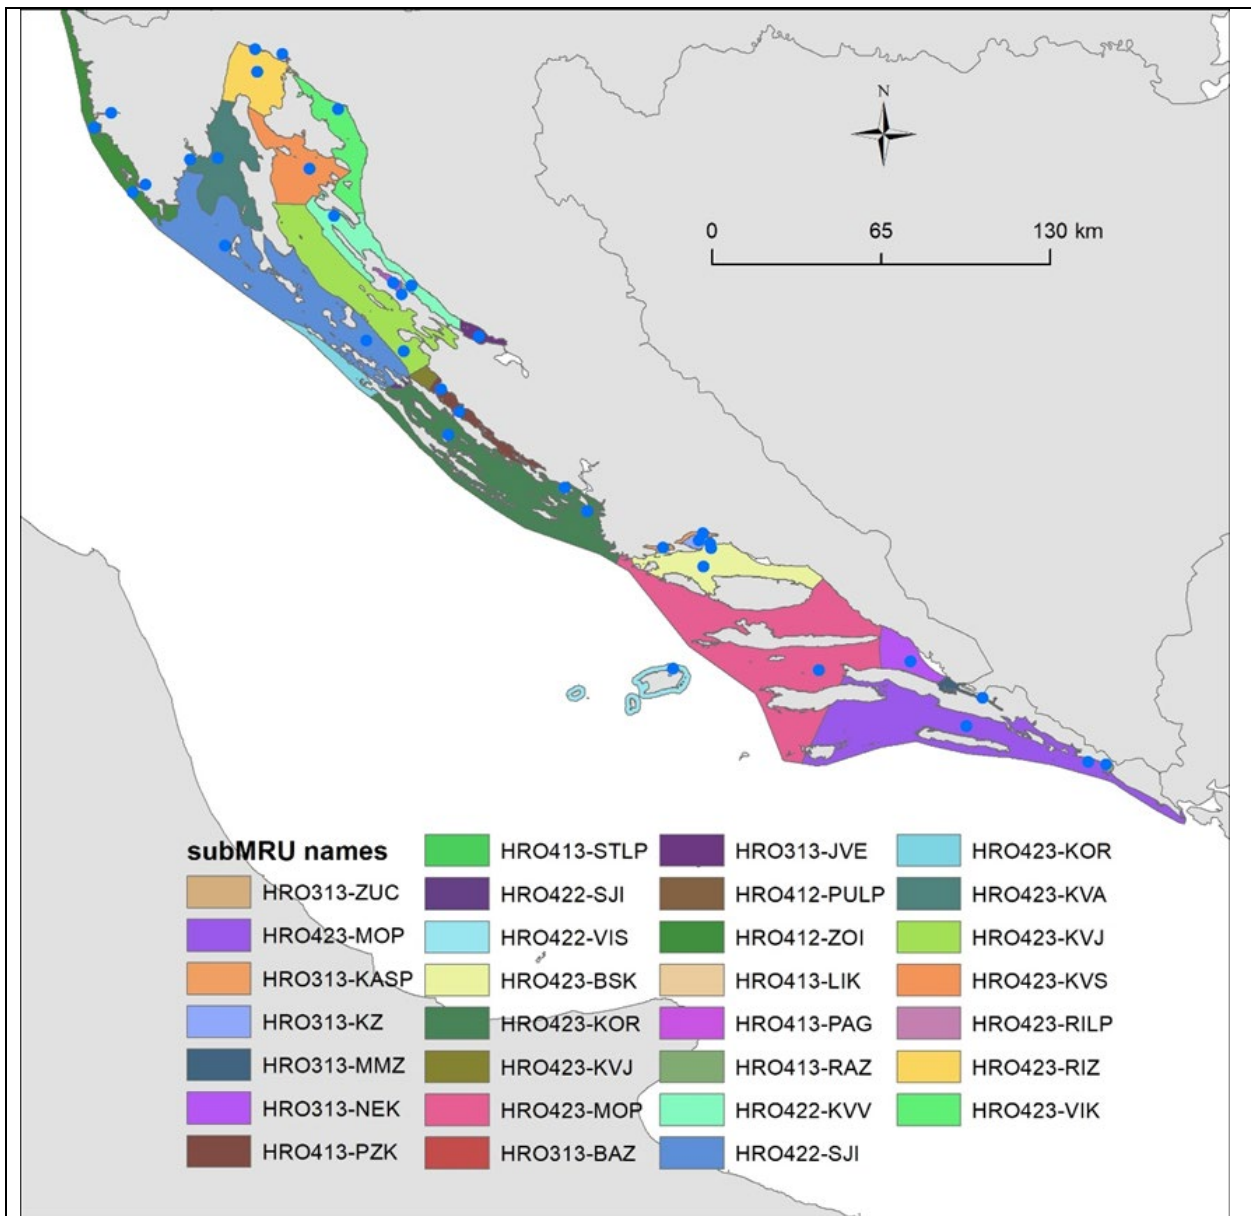 N
0 65 130 km
subMRU names
HRO313-ZUC
HRO423-MOP
HRO313-KASP
HRO313-KZ
HRO313-MMZ
HRO313-NEK
HRO413-PZK
HRO413-STLP
HRO422-SJI
HRO422-VIS
HRO423-BSK
HRO423-KOR
HRO423-KVJ
HRO423-MOP
HRO313-BAZ
HRO313-JVE
HRO412-PULP
HRO412-ZOI
HRO413-LIK
HRO413-PAG
HRO413-RAZ
HRO422-KVV
HRO422-SJI
HRO423-KOR
HRO423-KVA
HRO423-KVJ
HRO423-KVS
HRO423-RILP
HRO423-RIZ
HRO423-VIK